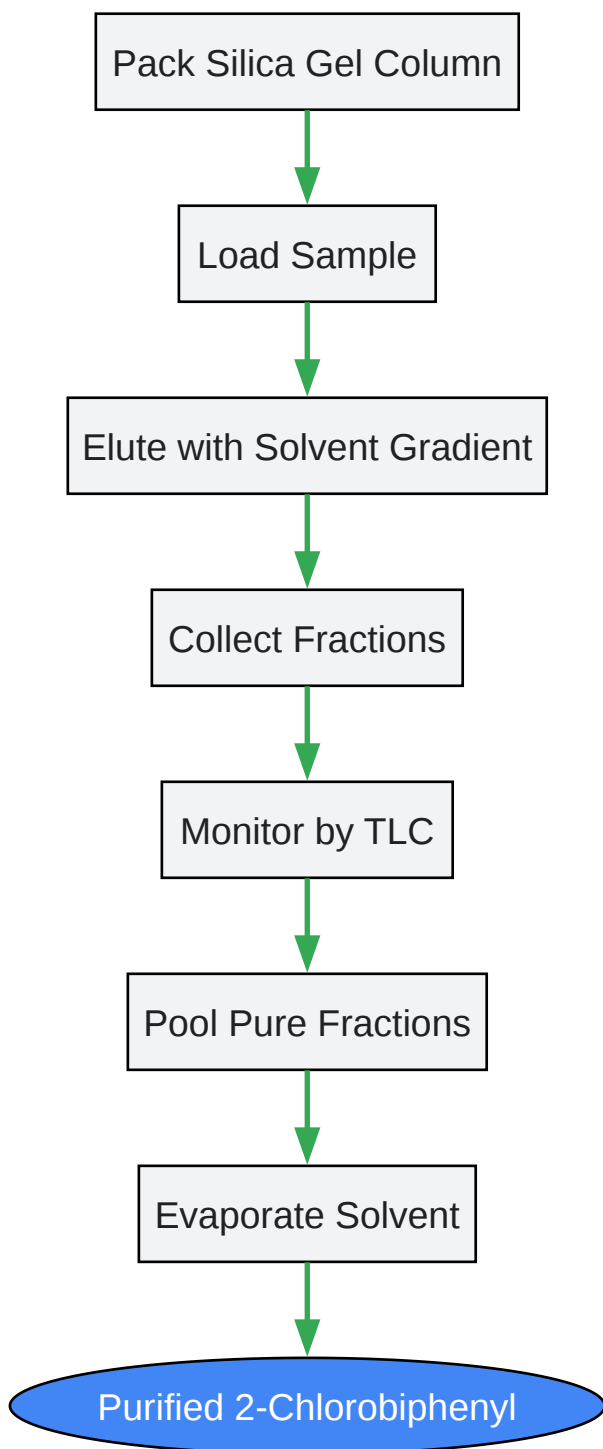 Pack Silica Gel Column
Load Sample
Elute with Solvent Gradient
Collect Fractions
Monitor by TLC
Pool Pure Fractions
Evaporate Solvent
Purified 2-Chlorobiphenyl